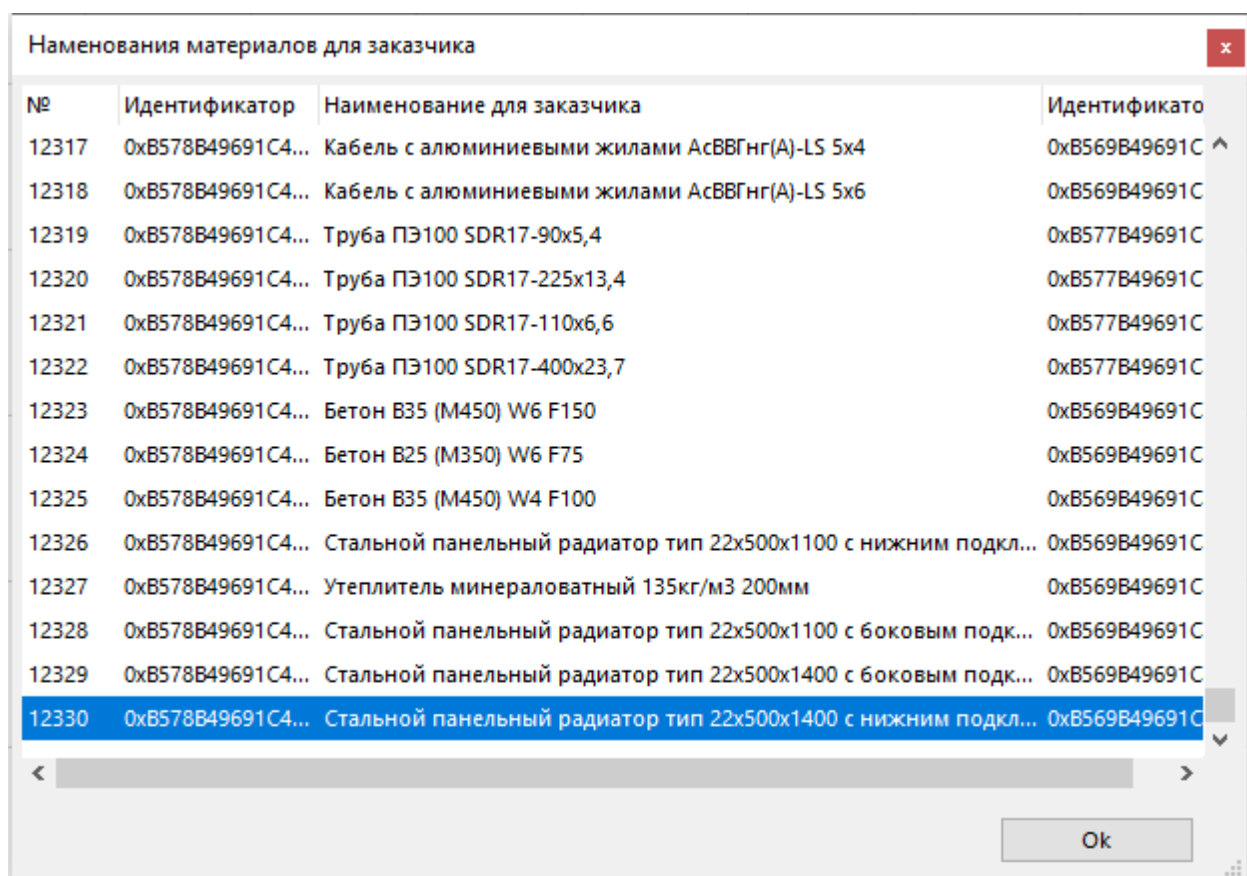 Наменования материалов для заказчика
x
№ Идентификатор Наименование для заказчика Идентификато
12317 0xB578B49691C4... Кабель с алюминиевыми жилами АсВВГнг(А)-LS 5х4 0xB569B49691C
12318 0xB578B49691C4... Кабель с алюминиевыми жилами АсВВГнг(А)-LS 5х6 0xB569B49691C
12319 0xB578B49691C4... Труба ПЭ100 SDR17-90х5,4 0xB577B49691C
12320 0xB578B49691C4... Труба ПЭ100 SDR17-225х13,4 0xB577B49691C
12321 0xB578B49691C4... Труба ПЭ100 SDR17-110х6,6 0xB577B49691C
12322 0xB578B49691C4... Труба ПЭ100 SDR17-400х23,7 0xB577B49691C
12323 0xB578B49691C4... Бетон В35 (М450) W6 F150 0xB569B49691C
12324 0xB578B49691C4... Бетон В25 (М350) W6 F75 0xB569B49691C
12325 0xB578B49691C4... Бетон В35 (М450) W4 F100 0xB569B49691C
12326 0xB578B49691C4... Стальной панельный радиатор тип 22х500х1100 с нижним подкл... 0xB569B49691C
12327 0xB578B49691C4... Утеплитель минераловатный 135кг/м3 200мм 0xB569B49691C
12328 0xB578B49691C4... Стальной панельный радиатор тип 22х500х1100 с боковым подк... 0xB569B49691C
12329 0xB578B49691C4... Стальной панельный радиатор тип 22х500х1400 с боковым подк... 0xB569B49691C
12330 0xB578B49691C4... Стальной панельный радиатор тип 22х500х1400 с нижним подкл... 0xB569B49691C
Ok